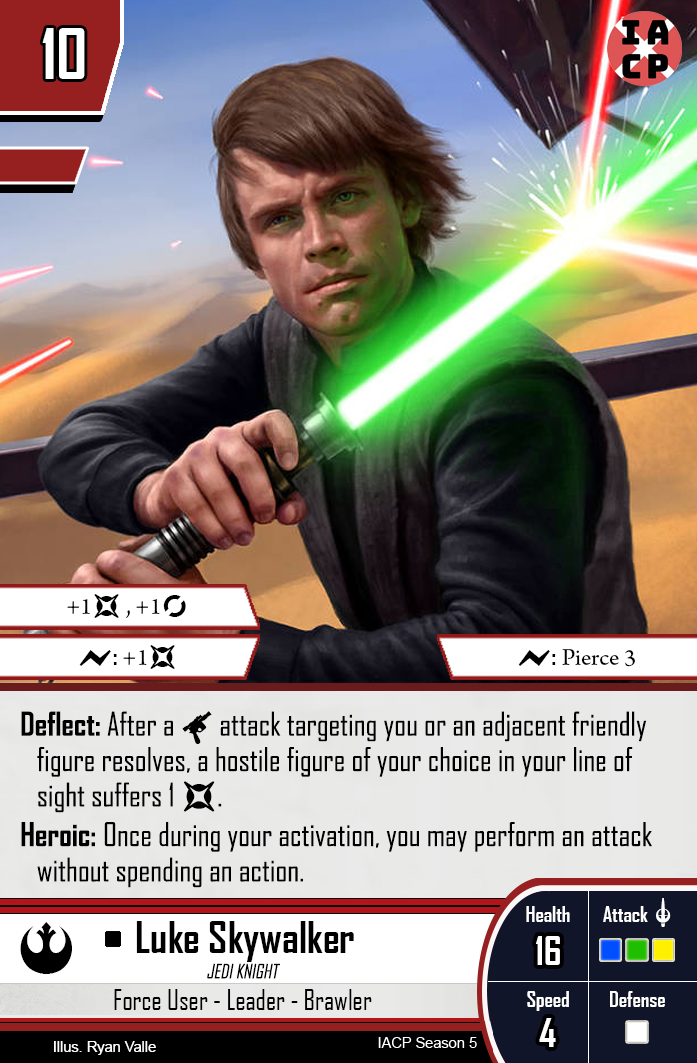 10
IA
CP
+1 , +1
: +1
: Pierce 3
Deflect: After a attack targeting you or an adjacent friendly
figure resolves, a hostile figure of your choice in your line of
sight suffers 1 .
Heroic: Once during your activation, you may perform an attack
without spending an action.
Luke Skywalker
JEDI KNIGHT
Force User - Leader - Brawler
Health
16
Attack
Speed
4
Defense
Illus. Ryan Valle
IACP Season 5